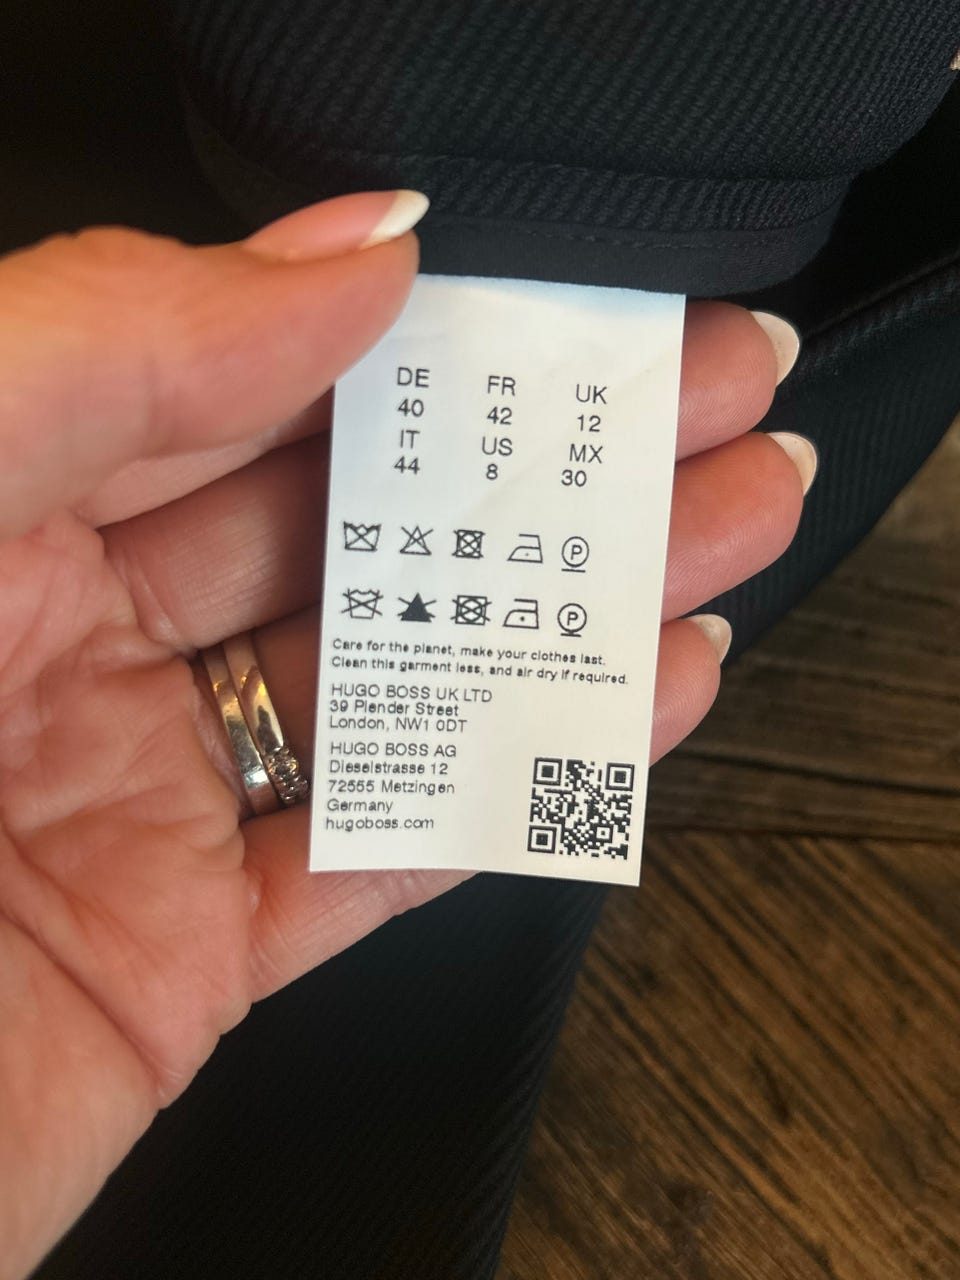 DE FR UK
40 42 12
IT US MX
44 8 30
P
P
Care for the planet, make your clothes last.
Clean this garment less, and air dry if required.
HUGO BOSS UK LTD
39 Plender Street
London, NW1 0DT
HUGO BOSS AG
Dieselstrasse 12
72555 Metzingen
Germany
hugoboss.com